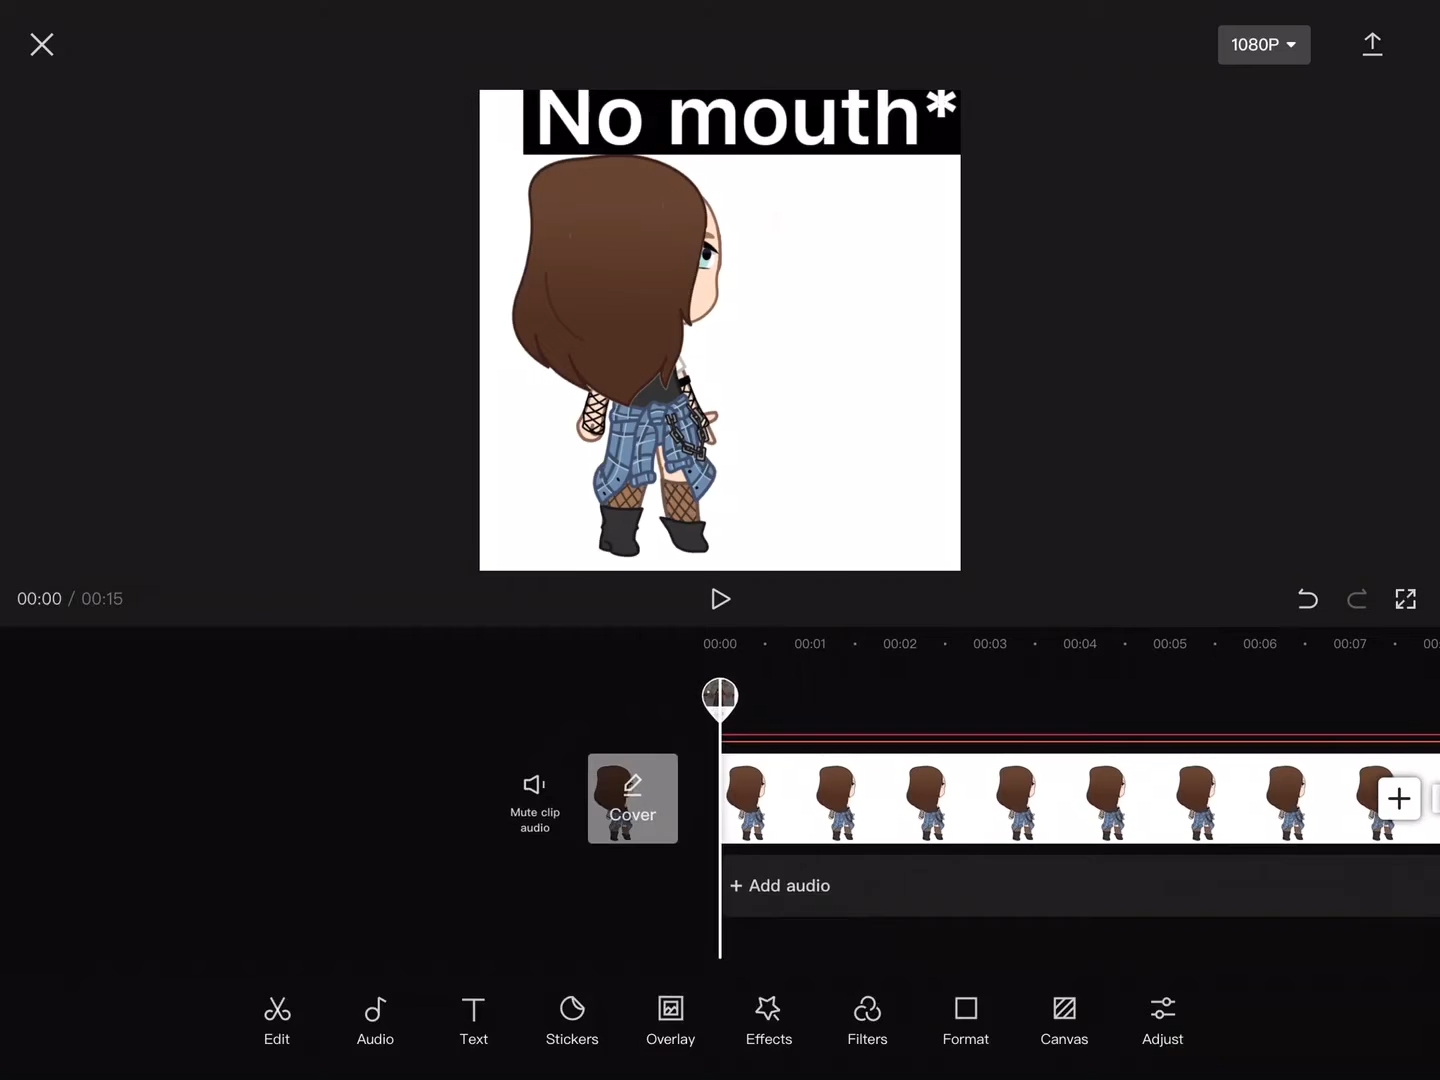 1080P
No mouth*
00:00 / 00:15
00:00 00:01 00:02 00:03 00:04 00:05 00:06 00:07 00:
Mute clip
audio
Cover
+ Add audio
Edit Audio Text Stickers Overlay Effects Filters Format Canvas Adjust